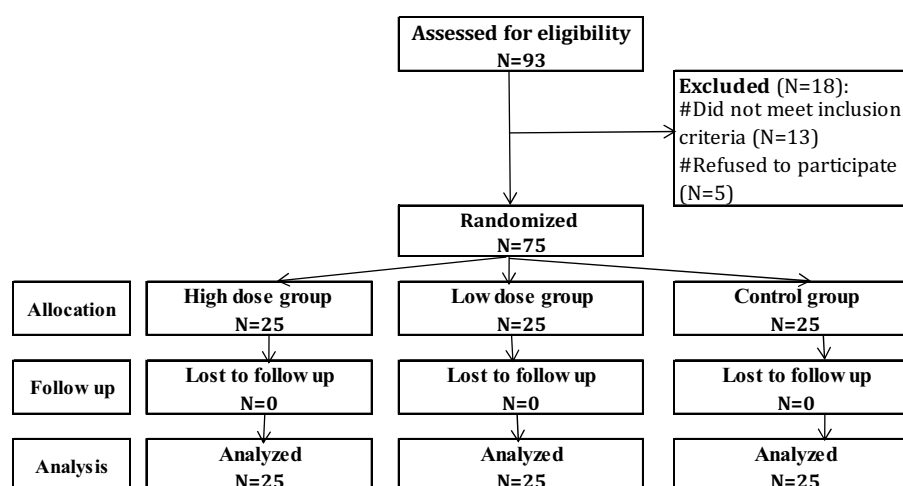 Assessed for eligibility
N=93
Excluded (N=18):
#Did not meet inclusion
criteria (N=13)
#Refused to participate
(N=5)
Randomized
N=75
Allocation
High dose group
N=25
Low dose group
N=25
Control group
N=25
Follow up
Lost to follow up
N=0
Lost to follow up
N=0
Lost to follow up
N=0
Analysis
Analyzed
N=25
Analyzed
N=25
Analyzed
N=25